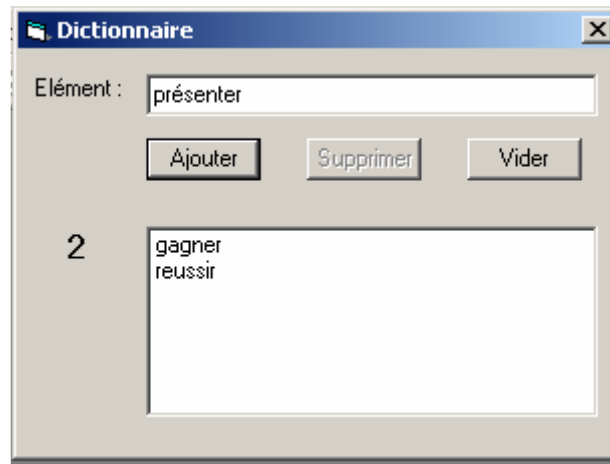 Dictionnaire
Elément :
présenter
Ajouter
Supprimer
Vider
2
gagner
reussir